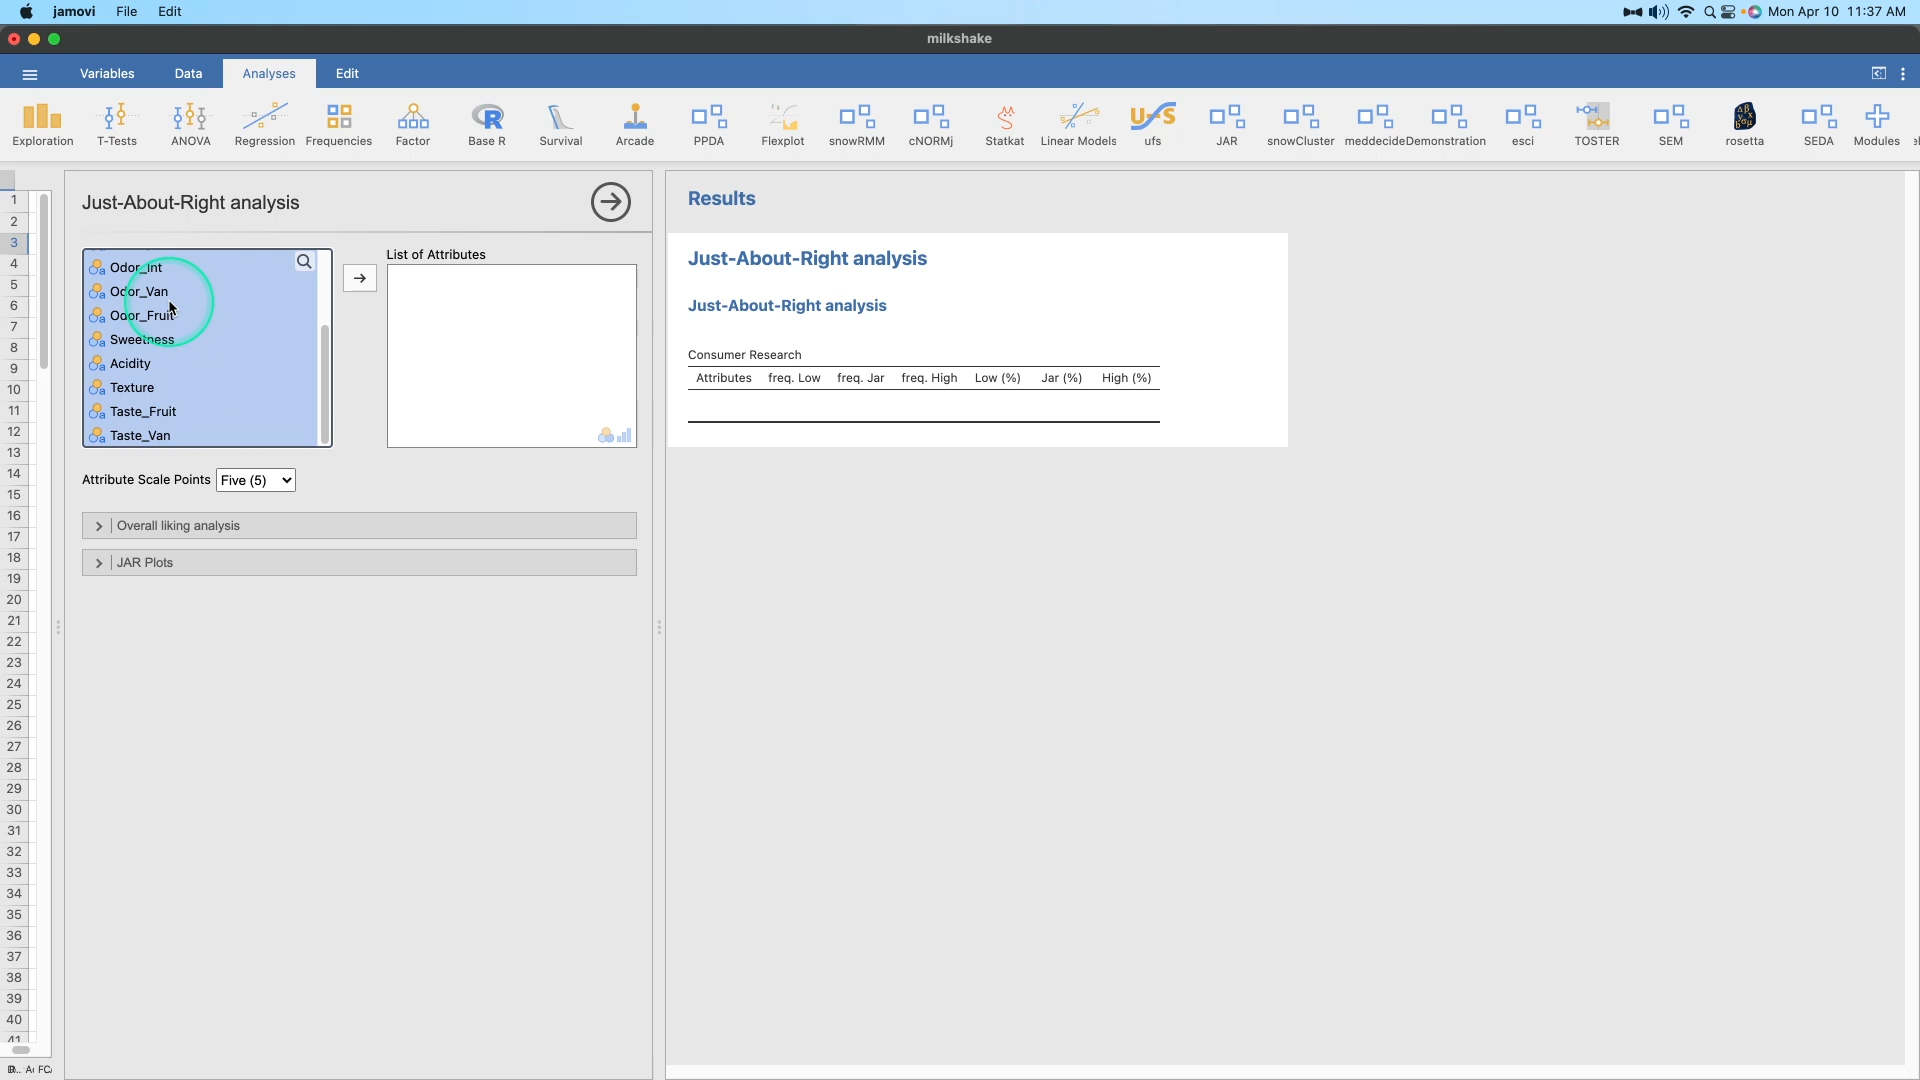 jamovi File Edit
Mon Apr 10 11:37 AM
milkshake
Variables Data Analyses Edit
Exploration T-Tests ANOVA Regression Frequencies Factor Base R Survival Arcade PPDA Flexplot snowRMM cNORMj Statkat Linear Models ufs JAR snowCluster meddecide Demonstration esci TOSTER SEM rosetta SEDA Modules
Just-About-Right analysis
Odor_Int
Odor_Van
Odor_Fruit
Sweetness
Acidity
Texture
Taste_Fruit
Taste_Van
List of Attributes
Attribute Scale Points Five (5)
Overall liking analysis
JAR Plots
Results
Just-About-Right analysis
Just-About-Right analysis
Consumer Research
Attributes freq. Low freq. Jar freq. High Low (%) Jar (%) High (%)
1
2
3
4
5
6
7
8
9
10
11
12
13
14
15
16
17
18
19
20
21
22
23
24
25
26
27
28
29
30
31
32
33
34
35
36
37
38
39
40
41